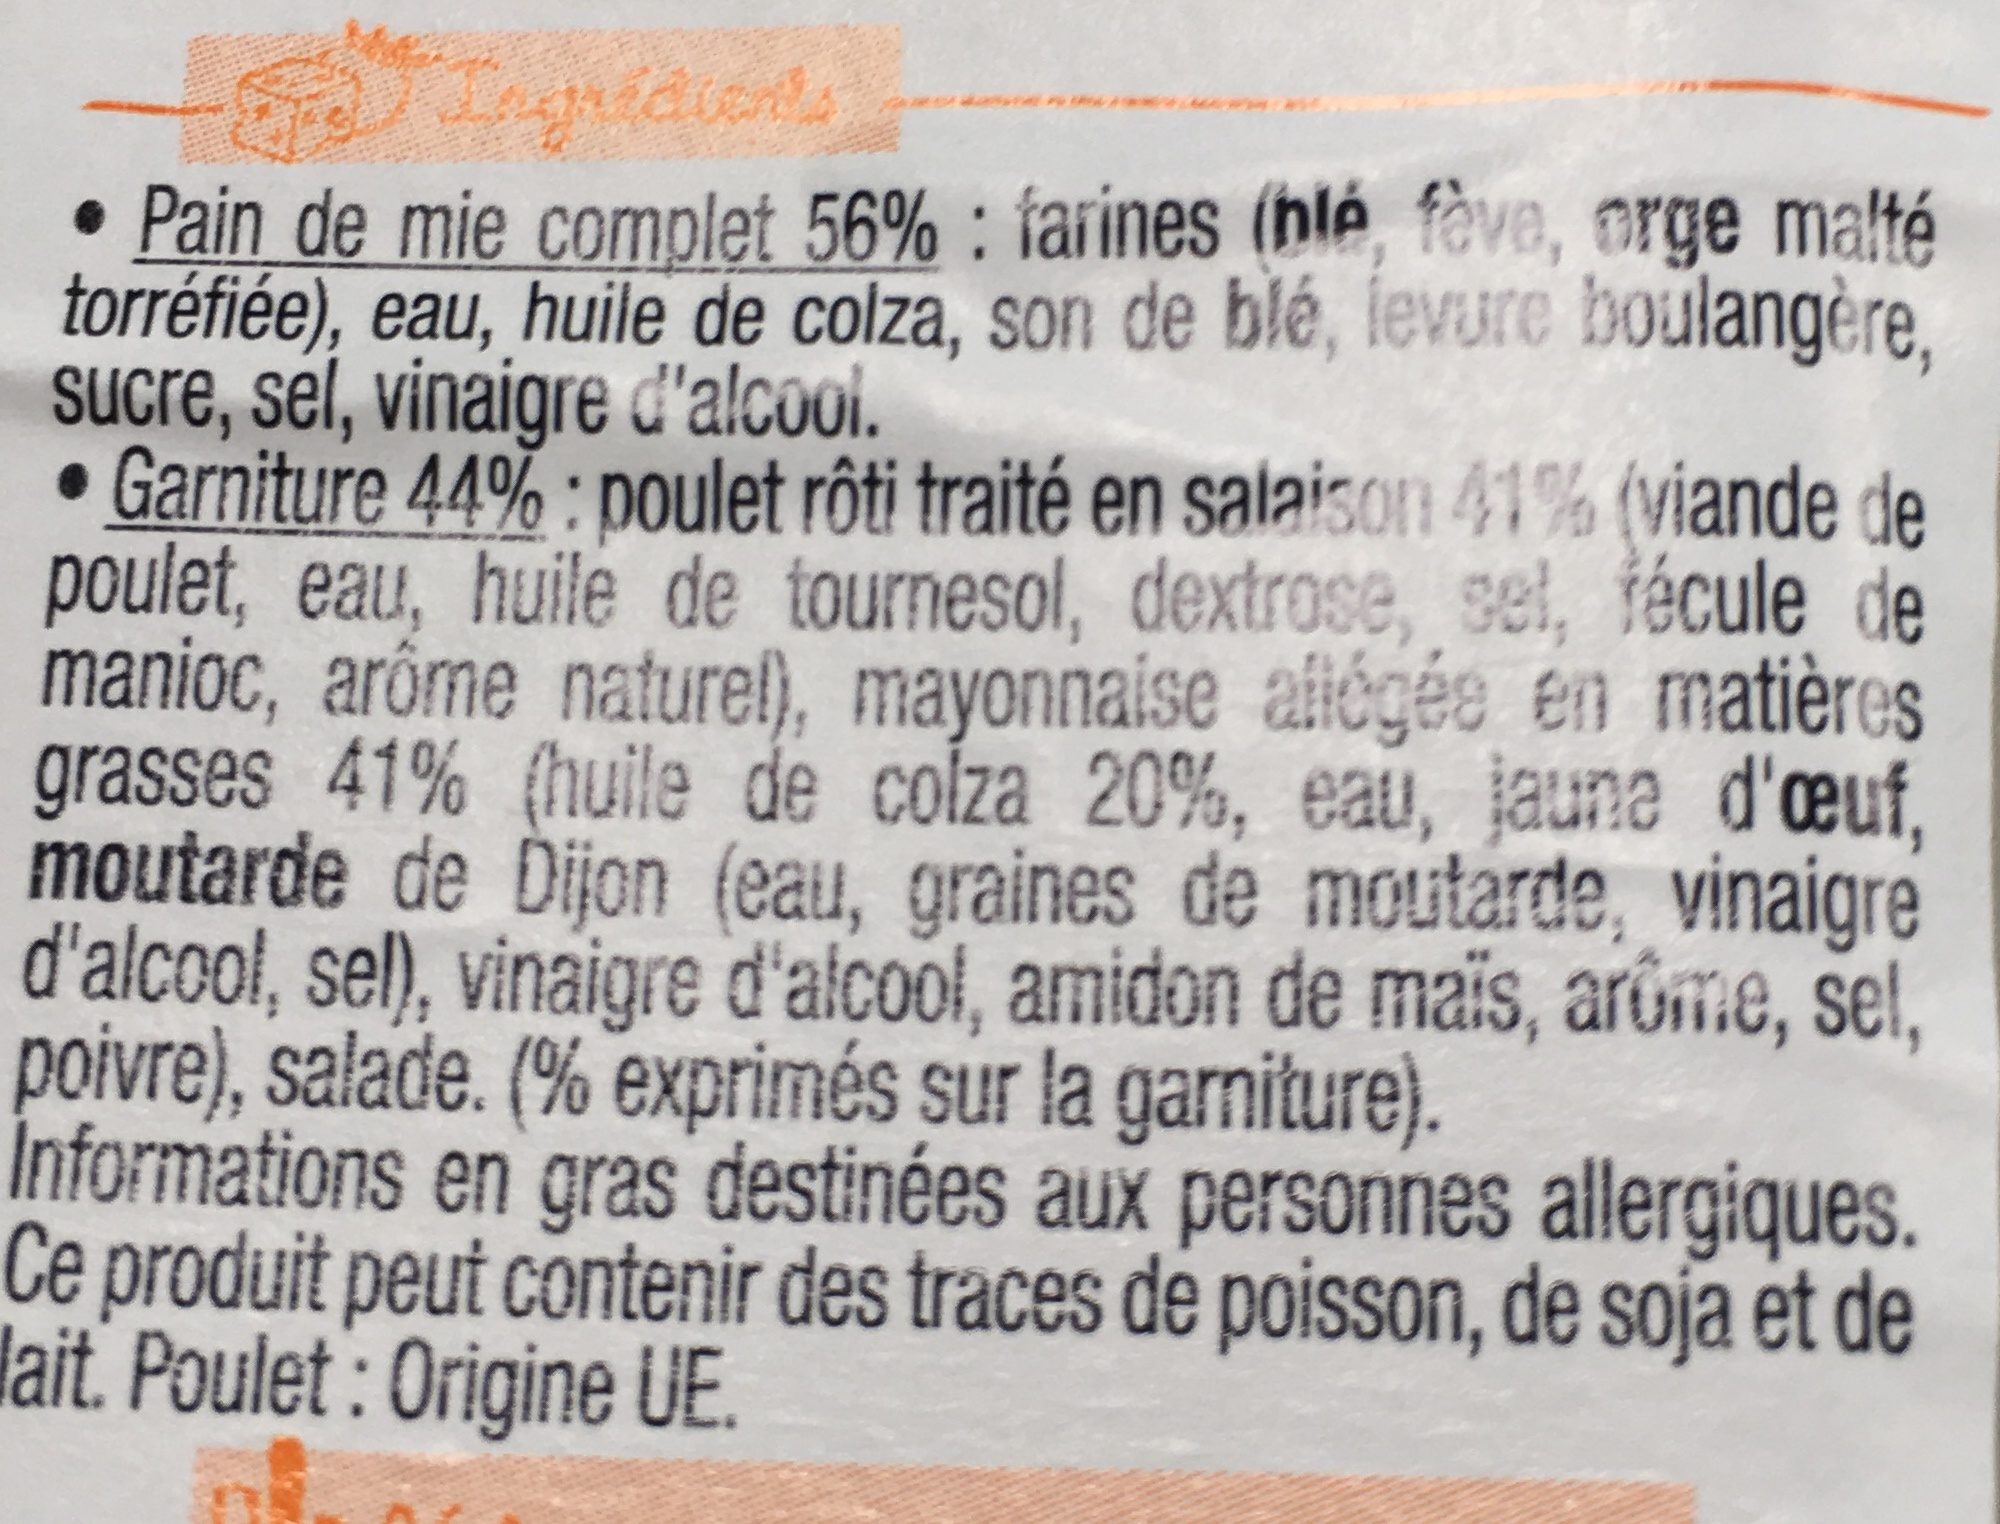 Ingrédients
• Pain de mie complet 56% : farines (blé, fève, orge malté
torréfiée), eau, huile de colza, son de blé, levure boulangère,
sucre, sel, vinaigre d'alcool.
• Garniture 44% : poulet rôti traité en salaison 41% (viande de
poulet, eau, huile de tournesol, dextrose, sel, fécule de
manioc, arôme naturel), mayonnaise allégée en matières
grasses 41% (huile de colza 20%, eau, jaune d'œuf,
moutarde de Dijon (eau, graines de moutarde, vinaigre
d'alcool, sel), vinaigre d'alcool, amidon de maïs, arôme, sel,
poivre), salade. (% exprimés sur la garniture).
Informations en gras destinées aux personnes allergiques.
Ce produit peut contenir des traces de poisson, de soja et de
lait. Poulet : Origine UE.